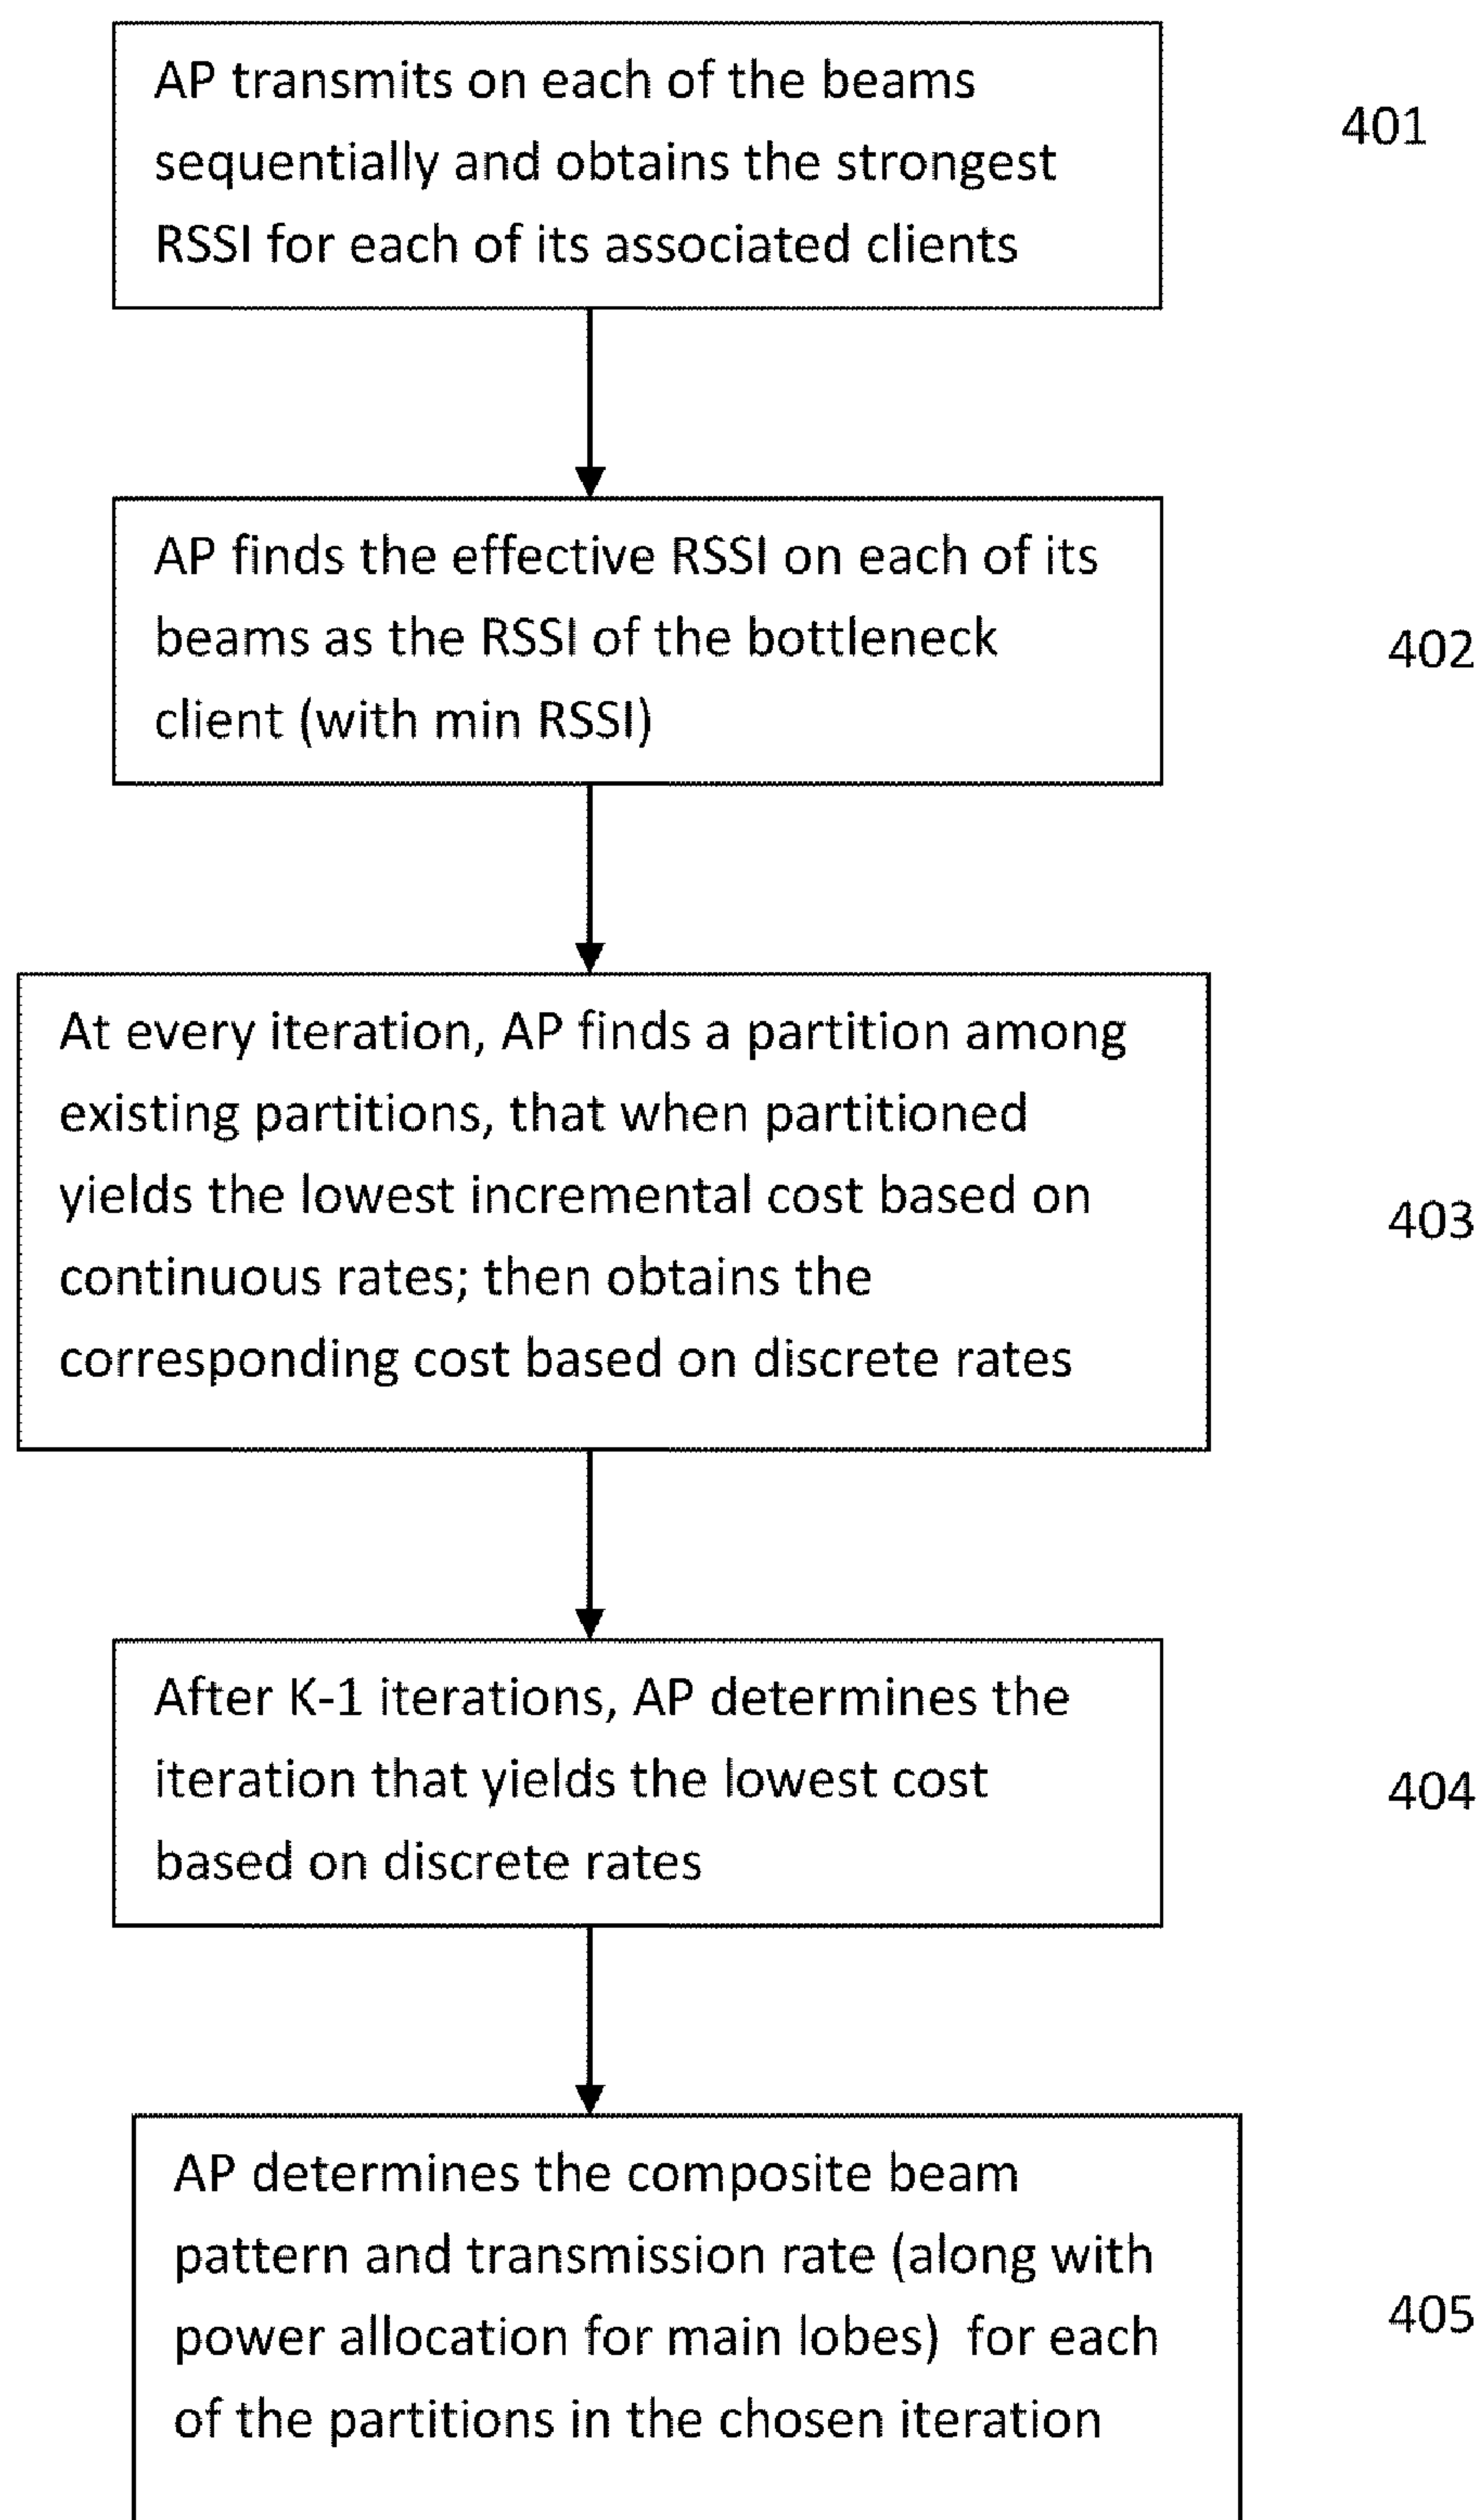 AP transmits on each of the beams
sequentially and obtains the strongest
RSSI for each of its associated clients
401
AP finds the effective RSSI on each of its
beams as the RSSI of the bottleneck
client (with min RSSI)
402
At every iteration, AP finds a partition among
existing partitions, that when partitioned
yields the lowest incremental cost based on
continuous rates; then obtains the
corresponding cost based on discrete rates
403
After K-1 iterations, AP determines the
iteration that yields the lowest cost
based on discrete rates
404
AP determines the composite beam
pattern and transmission rate (along with
power allocation for main lobes) for each
of the partitions in the chosen iteration
405